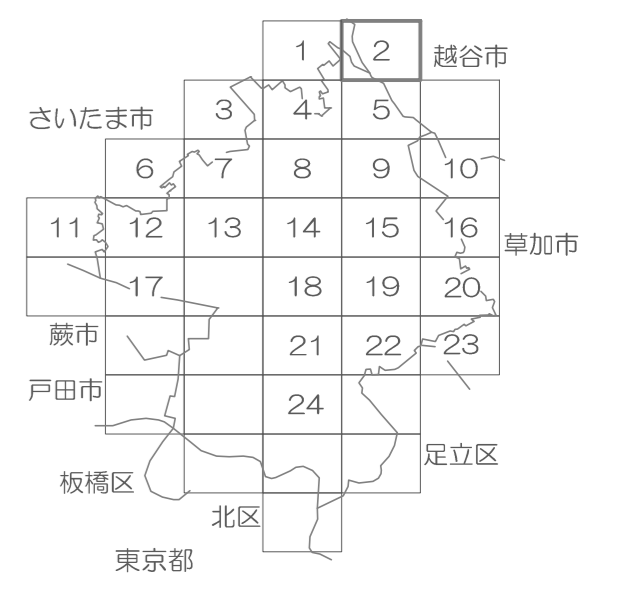 1 2 越谷市
3 4 5
さいたま市
6 7 8 9 10
11 12 13 14 15 16 草加市
17 18 19 20
蕨市 21 22 23
戸田市 24
足立区
板橋区
北区
東京都